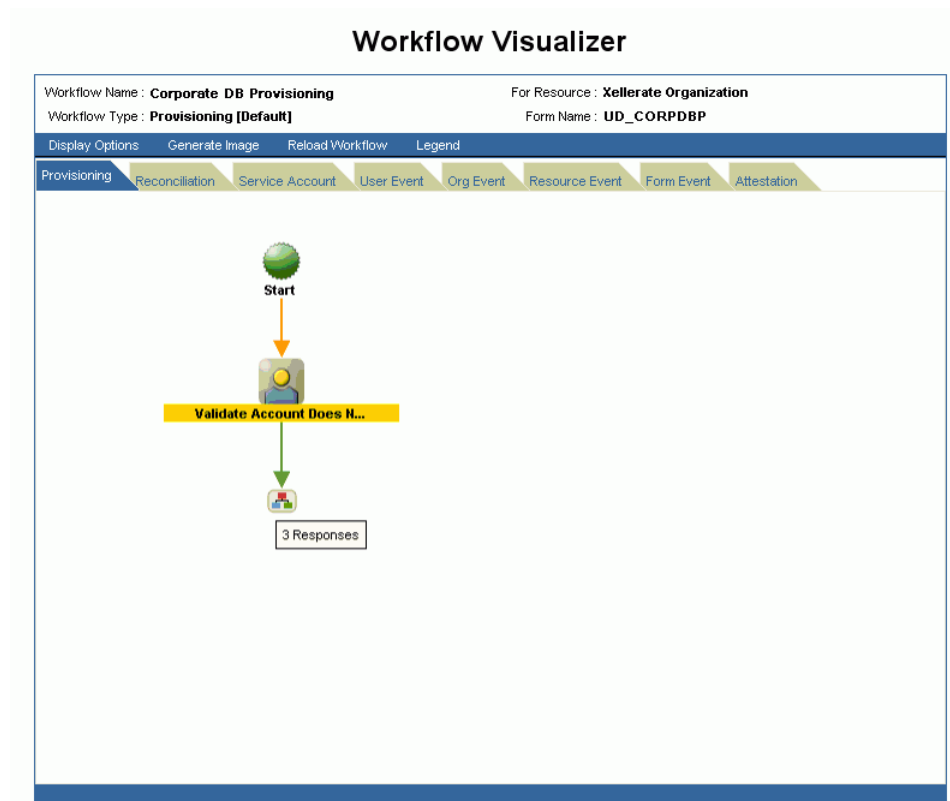 Workflow Visualizer
Workflow Name : Corporate DB Provisioning For Resource : Xellerate Organization
Workflow Type : Provisioning [Default] Form Name : UD_CORPDBP
Display Options Generate Image Reload Workflow Legend
Provisioning Reconciliation Service Account User Event Org Event Resource Event Form Event Attestation
Start
Validate Account Does N...
3 Responses